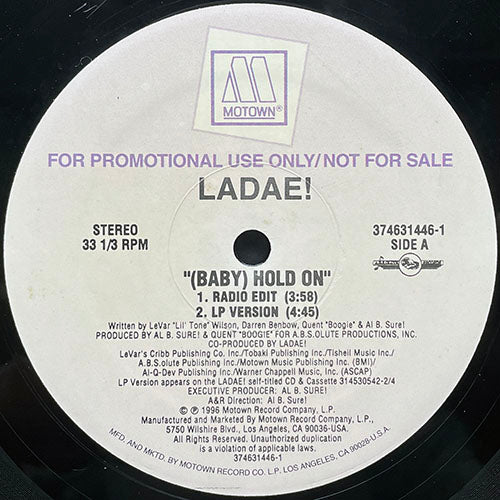 MOTOWN®
FOR PROMOTIONAL USE ONLY/NOT FOR SALE
LADAE!
STEREO
33 1/3 RPM
374631446-1
SIDE A
"(BABY) HOLD ON"
1. RADIO EDIT (3:58)
2. LP VERSION (4:45)
Written by LeVar "Lil' Tone" Wilson, Darren Benbow, Quent "Boogie" & Al B. Sure!
PRODUCED BY AL B. SURE! & QUENT "BOOGIE" FOR A.B.S.OLUTE PRODUCTIONS, INC.
CO-PRODUCED BY LADAE!
LeVar's Cribb Publishing Co. Inc./Tobaki Publishing Inc./Tisheil Music Inc./
A.B.S.olute Publishing Inc./Motown Tracks Publishing Inc.(BMI)/
Al-Q-Dev Publishing Inc./Warner Chappell Music, Inc. (ASCAP)
LP Version appears on the LADAE! self-titled CD & Cassette 314530542-2/4
EXECUTIVE PRODUCER: AL B. SURE!
A&R Direction: Al B. Sure!
© ℗ 1996 Motown Record Company, L.P.
Manufactured and Marketed By Motown Record Company, L.P.,
5750 Wilshire Blvd., Los Angeles, CA 90036-USA.
All Rights Reserved. Unauthorized duplication
is a violation of applicable laws.
374631446-1
MFD. AND MKTD. BY MOTOWN RECORD CO. L.P. LOS ANGELES, CA 90028-U.S.A.